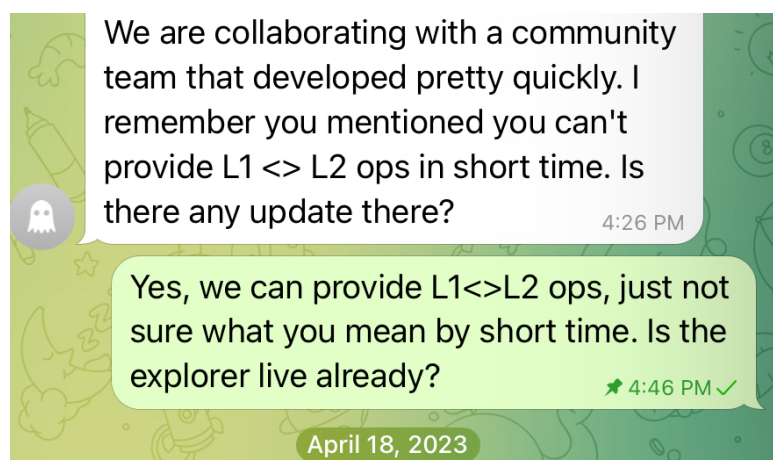 We are collaborating with a community
team that developed pretty quickly. I
remember you mentioned you can't
provide L1 <> L2 ops in short time. Is
there any update there?
4:26 PM
Yes, we can provide L1<>L2 ops, just not
sure what you mean by short time. Is the
explorer live already?
4:46 PM
April 18, 2023